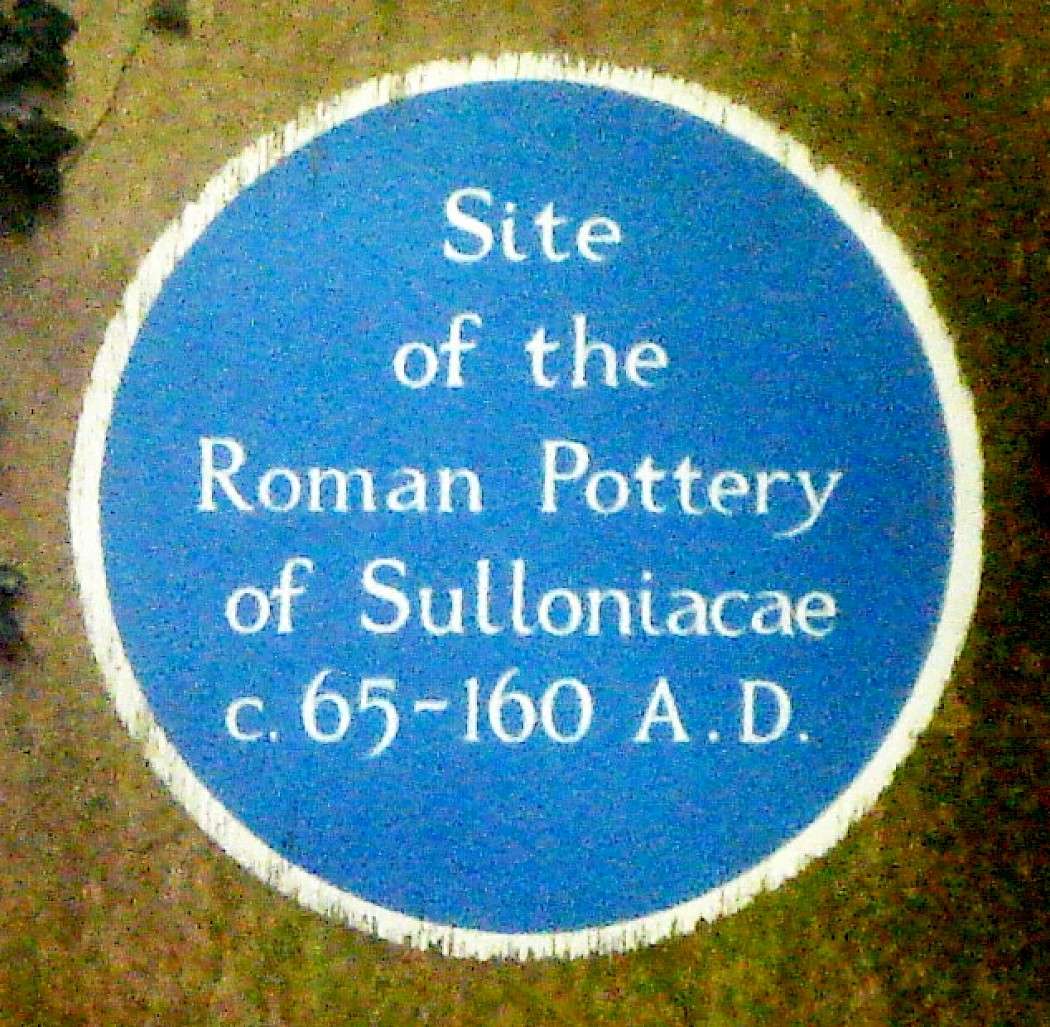 Site
of the
Roman Pottery
of Sulloniacae
c. 65-160 A.D.